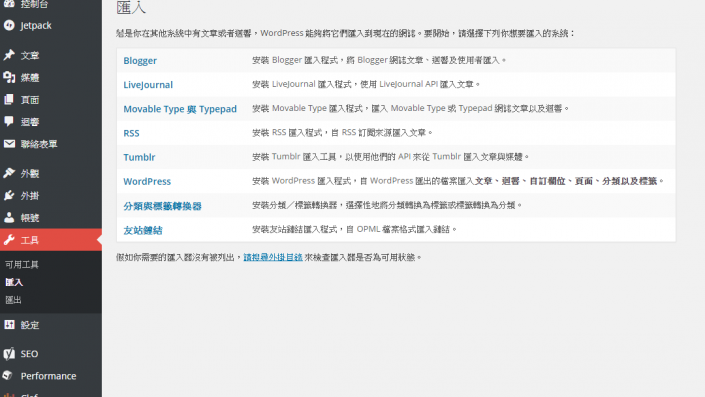 匯入
控制台
如果你在其他系統中有文章或者迴響，WordPress 能夠將它們匯入到現在的網誌。要開始，請選擇下列你想要匯入的系統：
Jetpack
文章
媒體
頁面
迴響
聯絡表單
外觀
外掛
帳號
工具
可用工具
匯入
匯出
設定
SEO
Performance
Blogger 安裝 Blogger 匯入程式，將 Blogger 網誌文章、迴響及使用者匯入。
LiveJournal 安裝 LiveJournal 匯入程式，使用 LiveJournal API 匯入文章。
Movable Type 與 Typepad 安裝 Movable Type 匯入程式，匯入 Movable Type 或 Typepad 網誌文章以及迴響。
RSS 安裝 RSS 匯入程式，自 RSS 訂閱來源匯入文章。
Tumblr 安裝 Tumblr 匯入工具，以使用他們的 API 來從 Tumblr 匯入文章與媒體。
WordPress 安裝 WordPress 匯入程式，自 WordPress 匯出的檔案匯入文章、迴響、自訂欄位、頁面、分類以及標籤。
分類與標籤轉換器 安裝分類／標籤轉換器，選擇性地將分類轉換為標籤或標籤轉換為分類。
友站鏈結 安裝友站鏈結匯入程式，自 OPML 檔案格式匯入鏈結。
假如你需要的匯入器沒有被列出，請搜尋外掛目錄 來檢查匯入器是否為可用狀態。